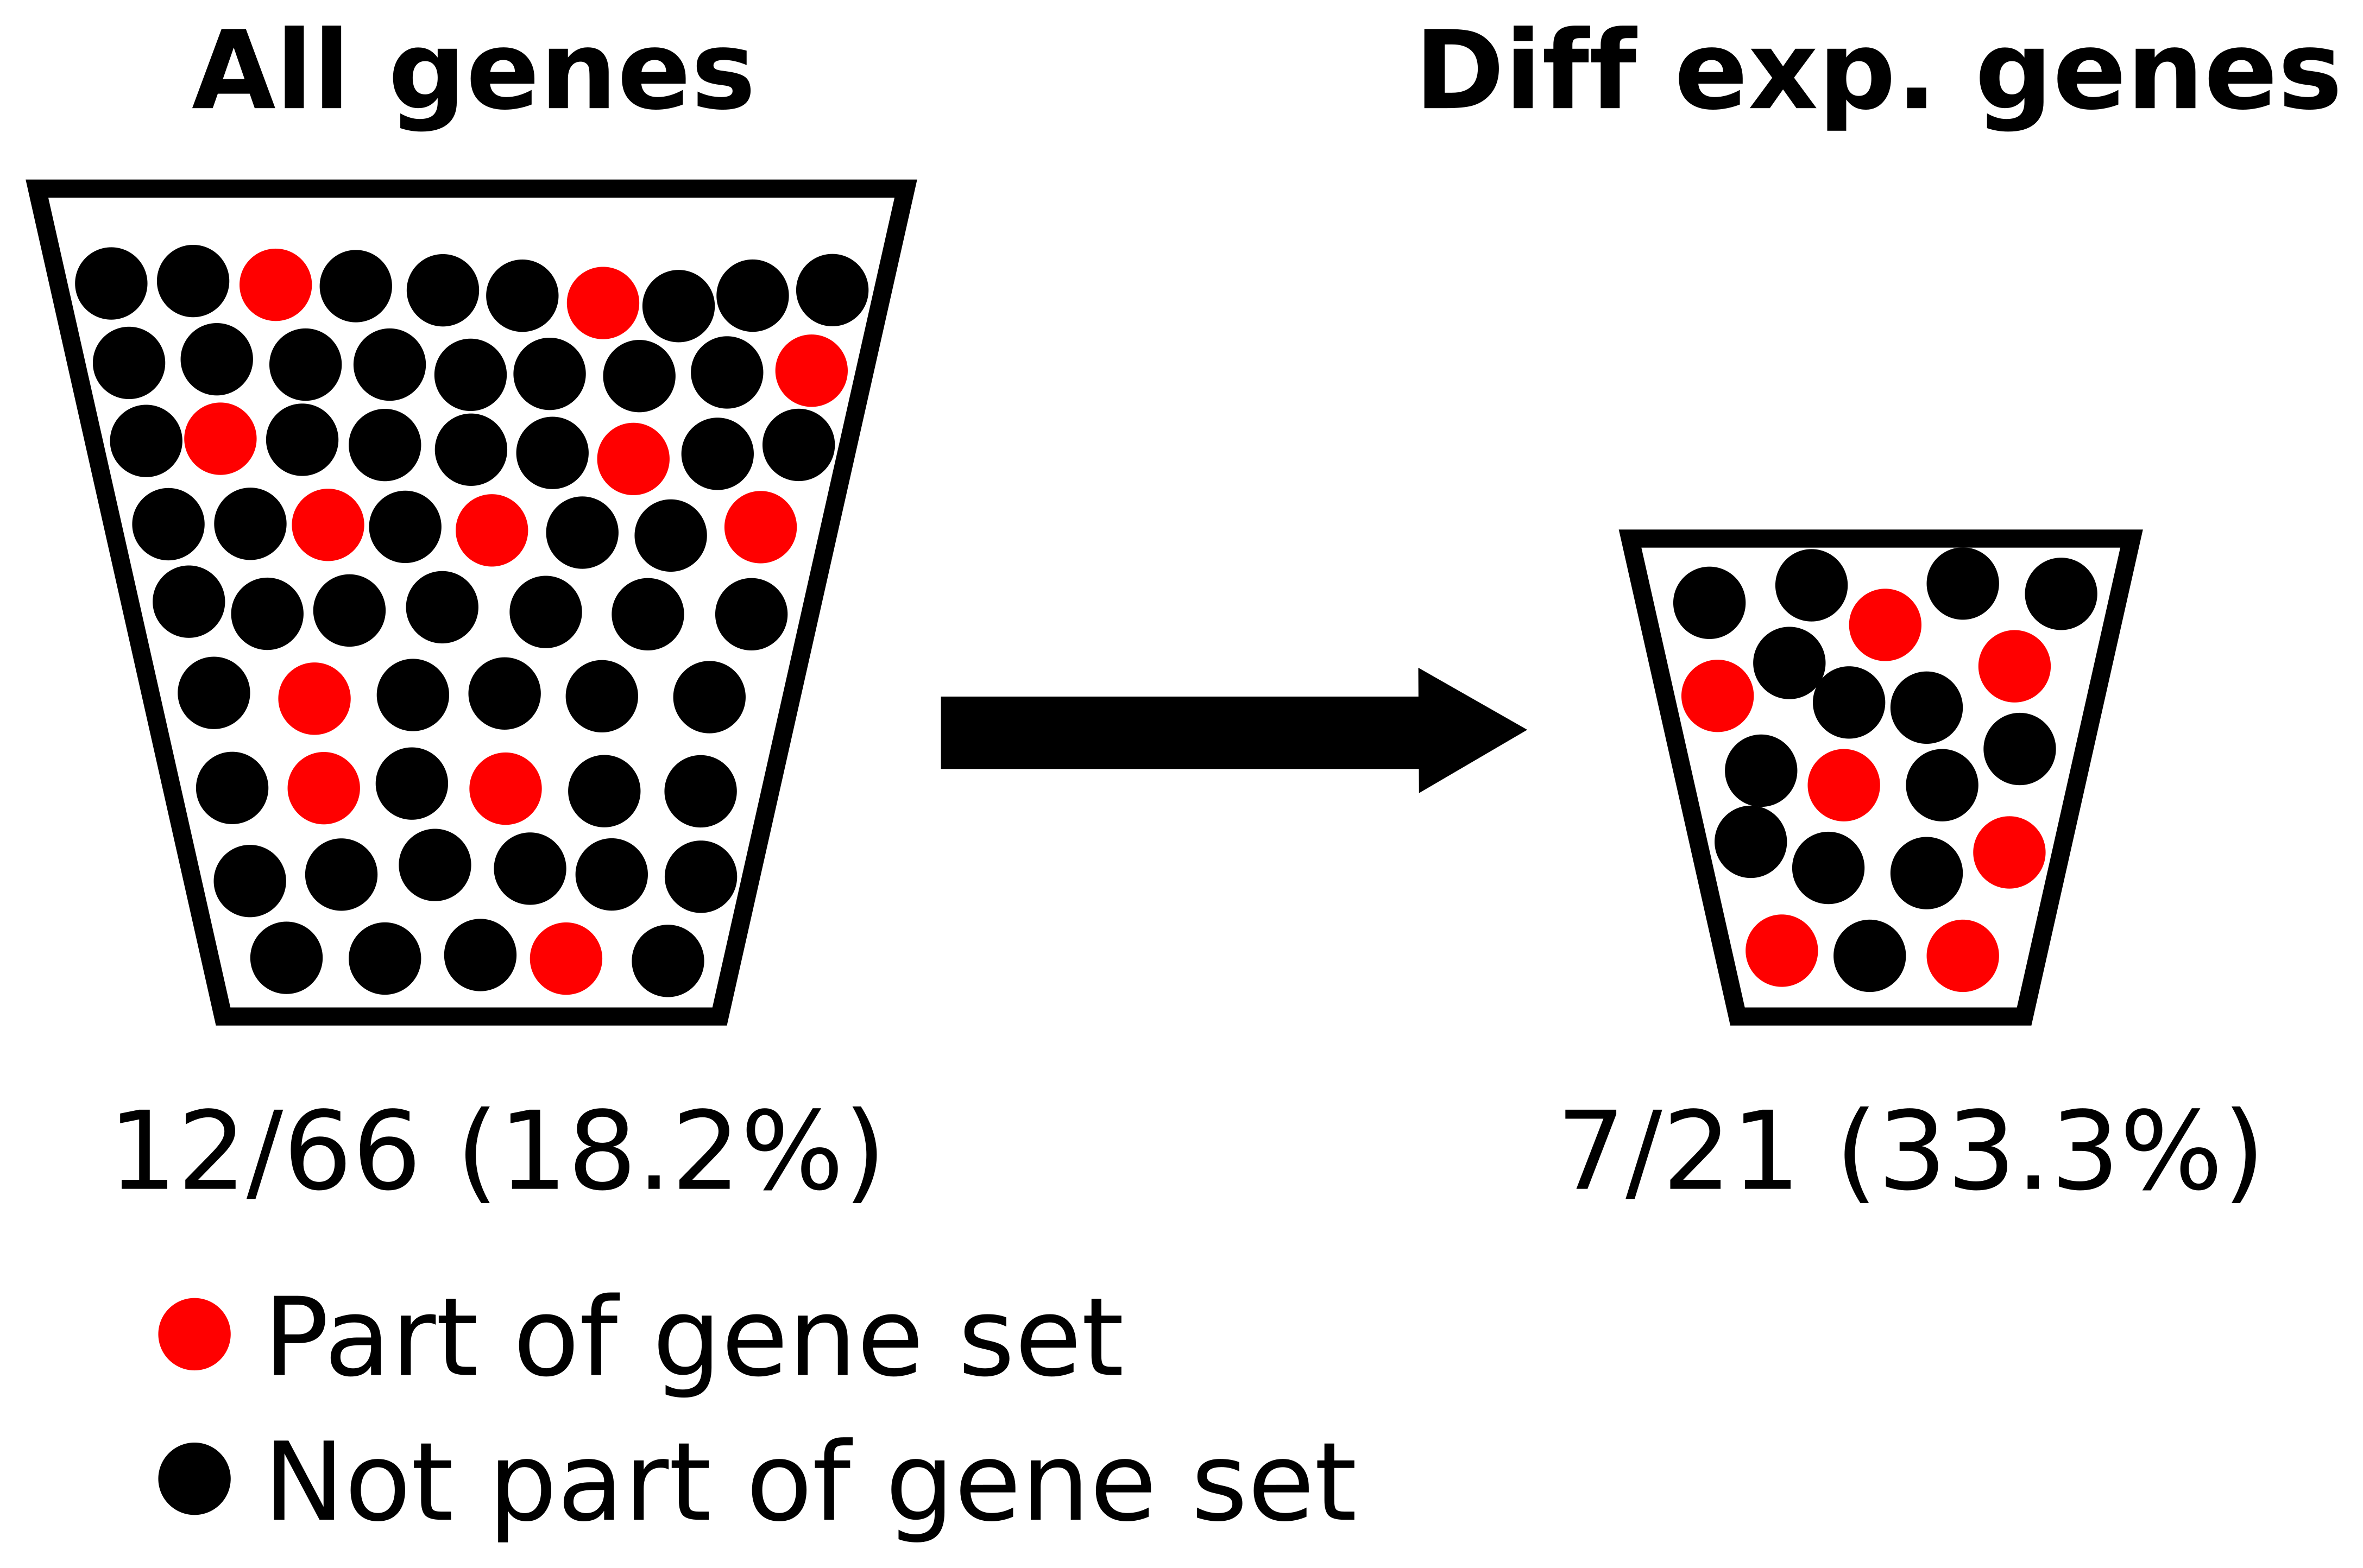 All genes
Diff exp. genes
12/66 (18.2%)
7/21 (33.3%)
Part of gene set
Not part of gene set